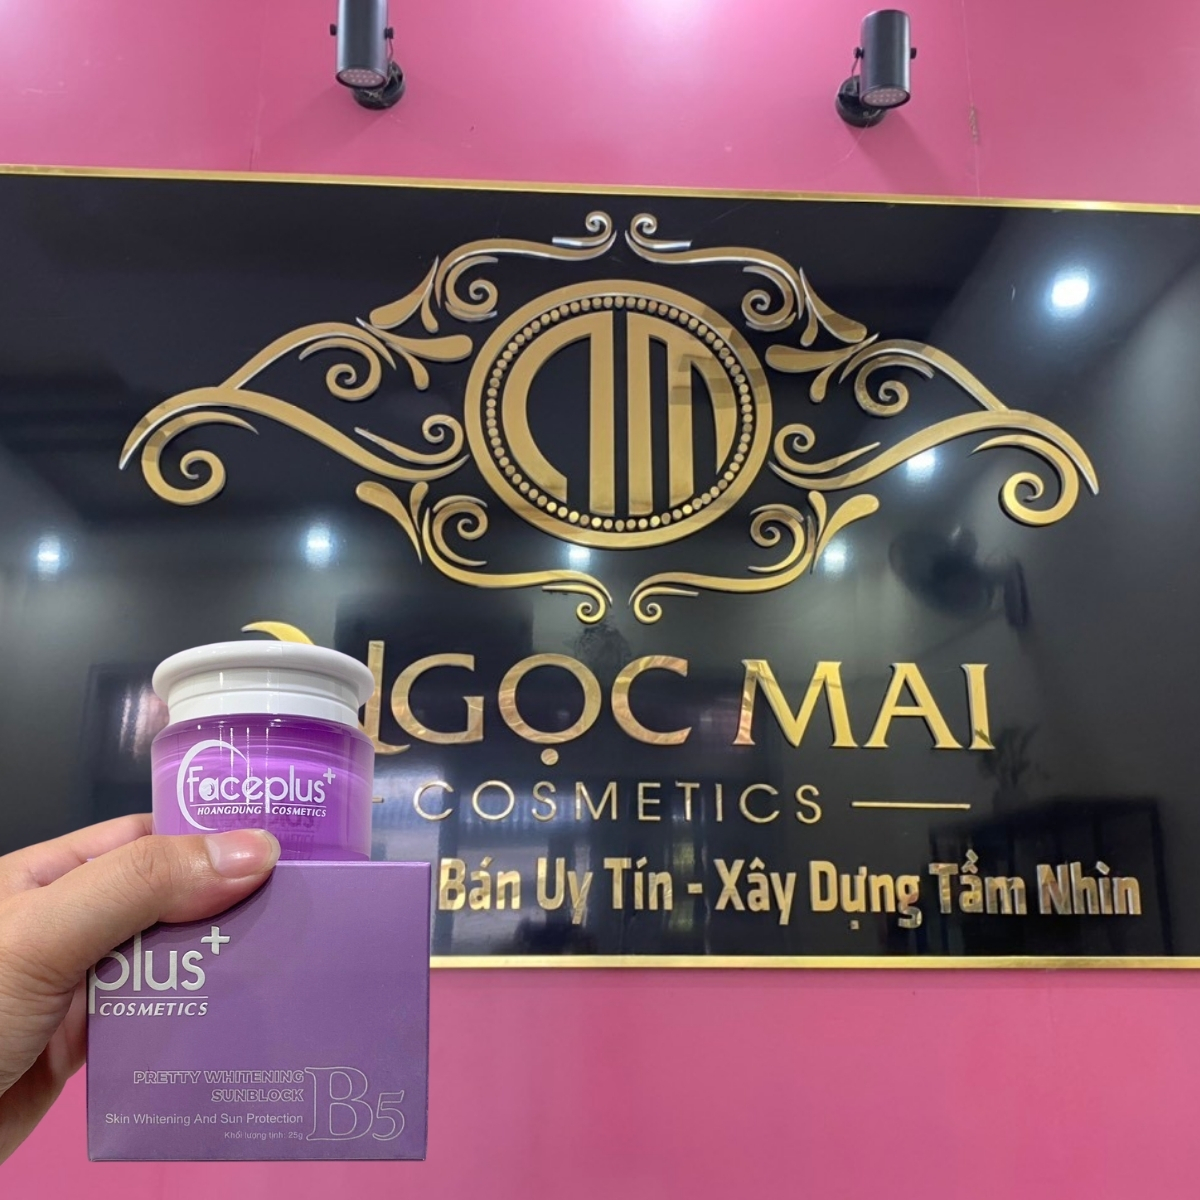 NM
NGỌC MAI
COSMETICS
Bán Uy Tín - Xây Dựng Tầm Nhìn
faceplus+
HOANGDUNG COSMETICS
plus+
COSMETICS
PRETTY WHITENING
SUNBLOCK
B5
Skin Whitening And Sun Protection
Khối lượng tịnh: 25g